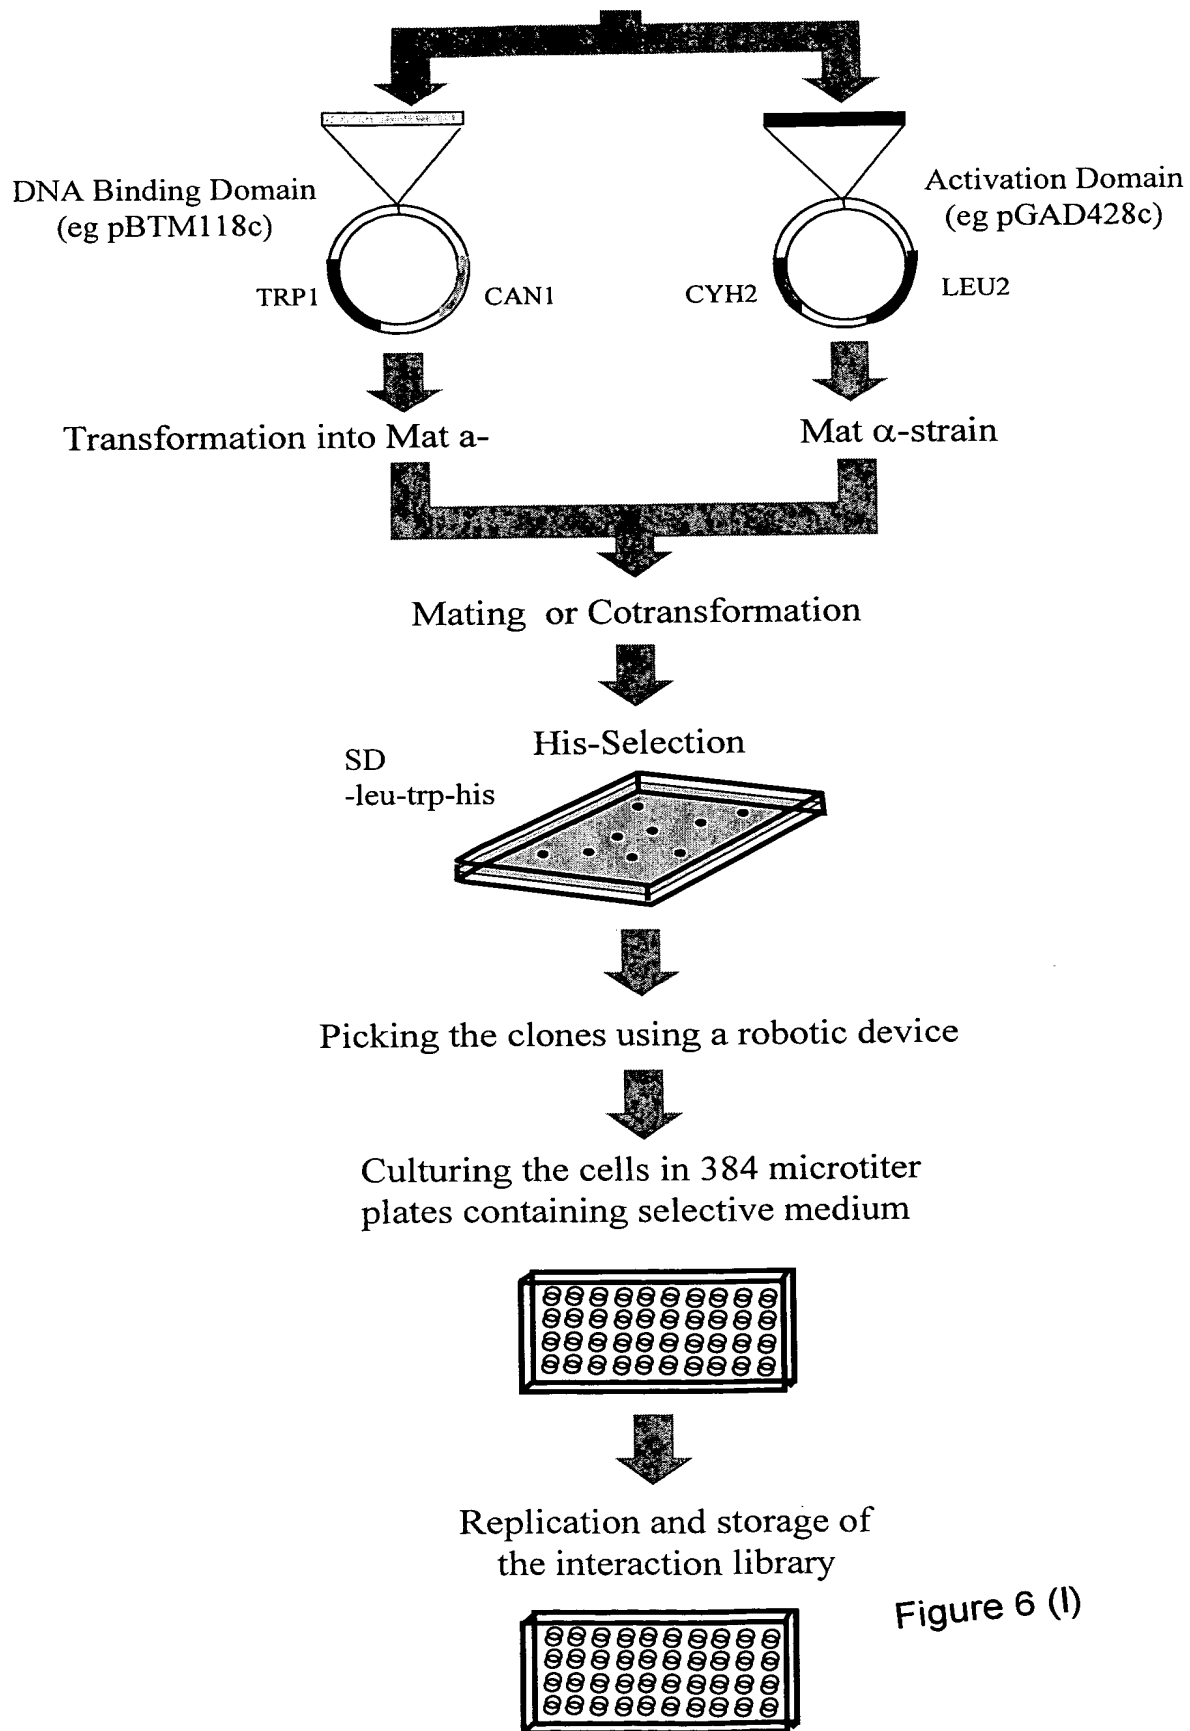 DNA Binding Domain
(eg pBTM118c)
Activation Domain
(eg pGAD428c)
TRP1
CAN1
CYH2
LEU2
Transformation into Mat a-
Mat α-strain
Mating or Cotransformation
His-Selection
SD
-leu-trp-his
Picking the clones using a robotic device
Culturing the cells in 384 microtiter
plates containing selective medium
Replication and storage of
the interaction library
Figure 6 (I)